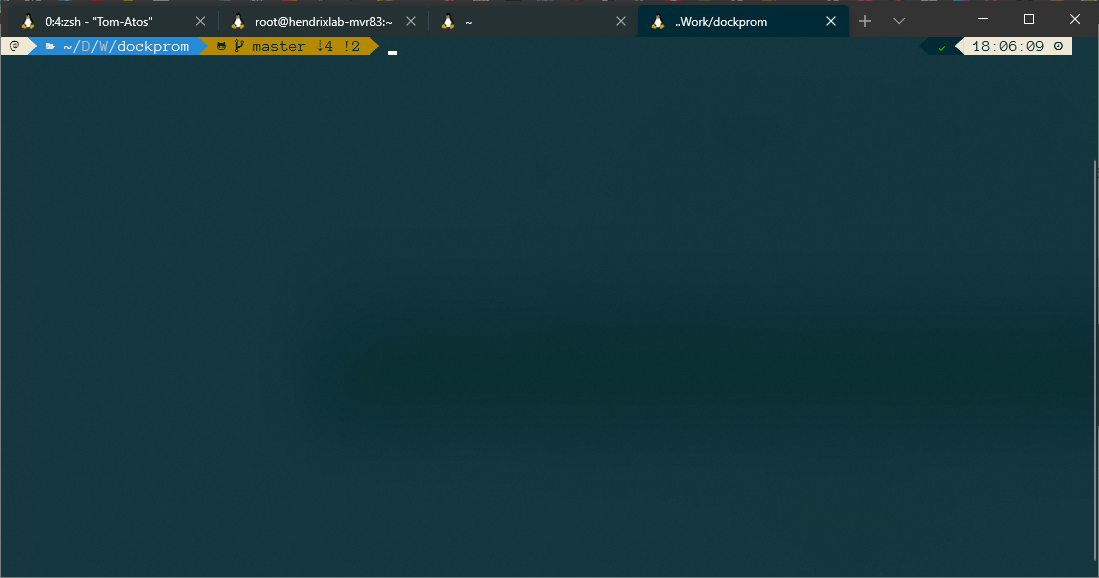 0:4:zsh - "Tom-Atos"
root@hendrixlab-mvr83:~
~
..Work/dockprom
@ ~/D/W/dockprom master ↓4 !2 ✓ 18:06:09